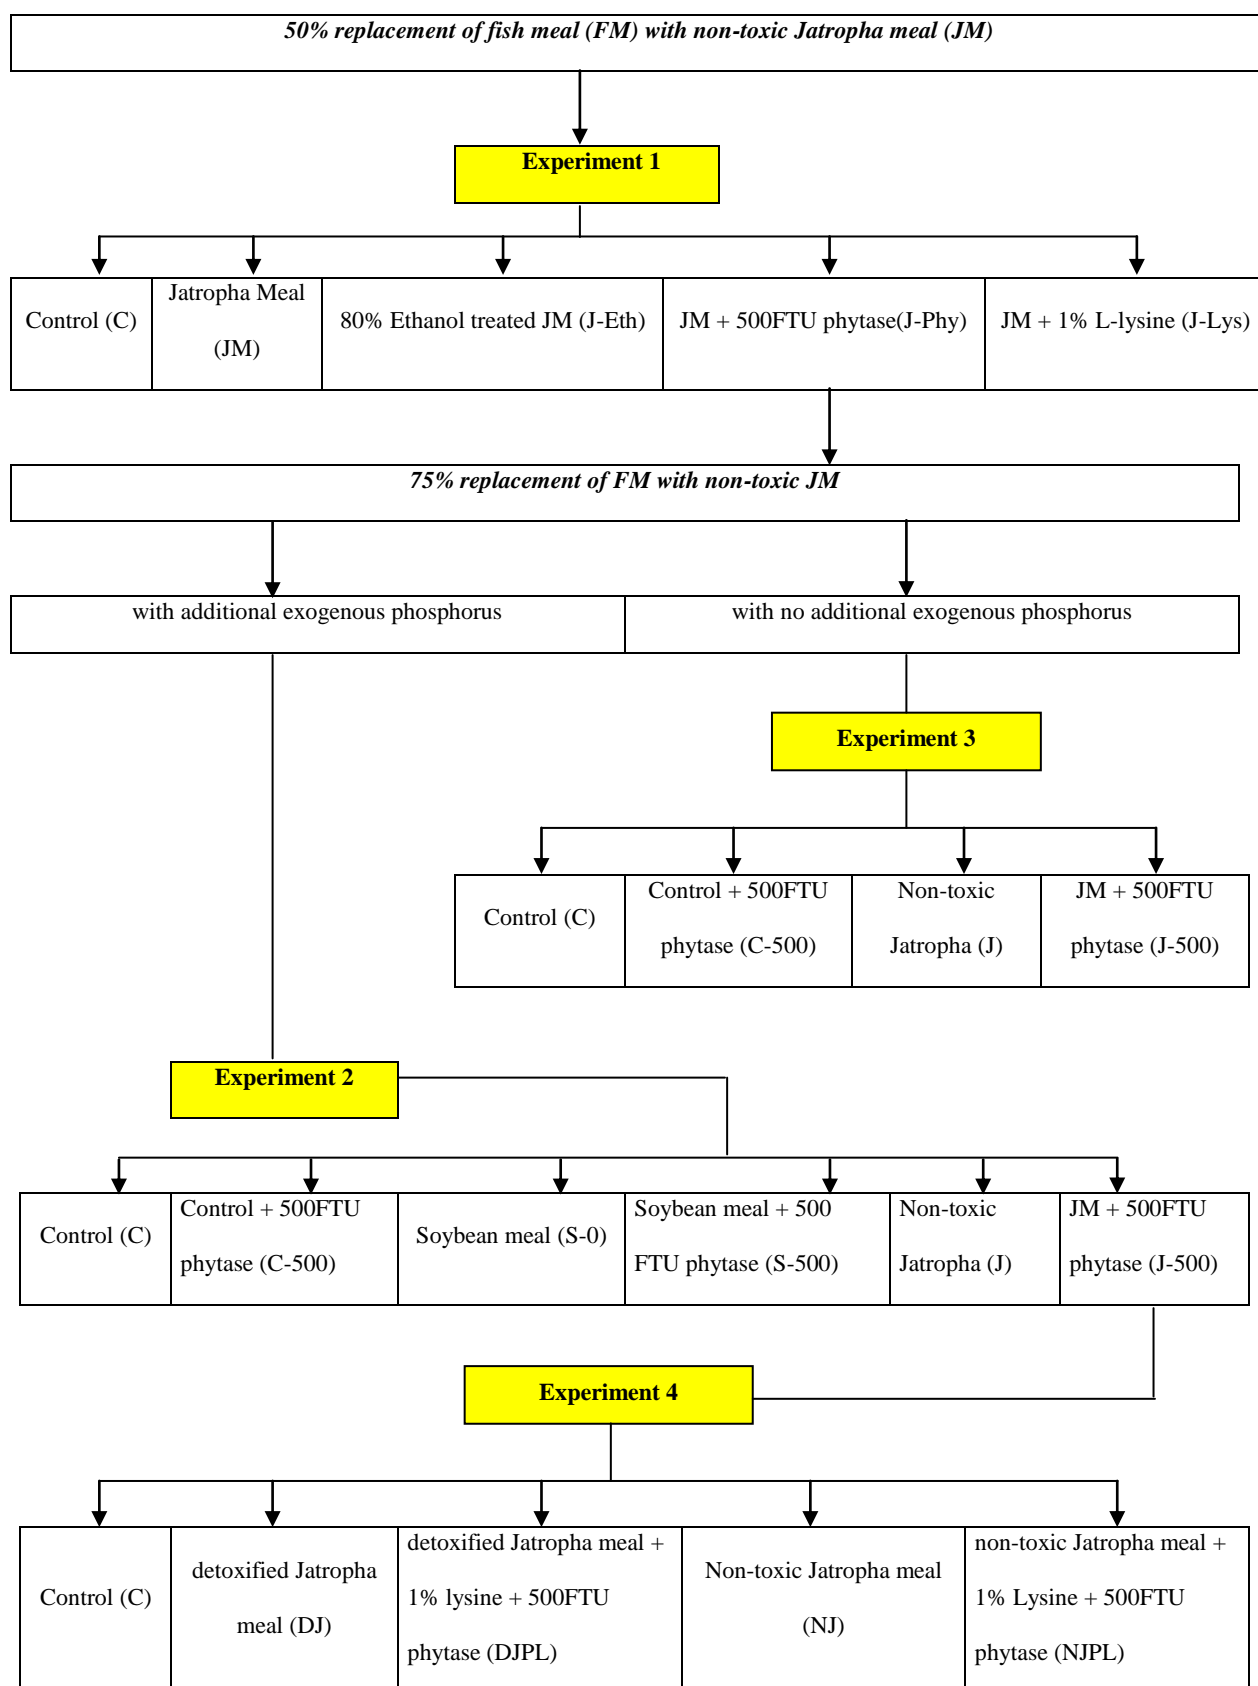 50% replacement of fish meal (FM) with non-toxic Jatropha meal (JM)
Experiment 1
Control (C)
Jatropha Meal
(JM)
80% Ethanol treated JM (J-Eth)
JM + 500FTU phytase(J-Phy)
JM + 1% L-lysine (J-Lys)
75% replacement of FM with non-toxic JM
with additional exogenous phosphorus
with no additional exogenous phosphorus
Experiment 3
Control (C)
Control + 500FTU
phytase (C-500)
Non-toxic
Jatropha (J)
JM + 500FTU
phytase (J-500)
Experiment 2
Control (C)
Control + 500FTU
phytase (C-500)
Soybean meal (S-0)
Soybean meal + 500
FTU phytase (S-500)
Non-toxic
Jatropha (J)
JM + 500FTU
phytase (J-500)
Experiment 4
Control (C)
detoxified Jatropha
meal (DJ)
detoxified Jatropha meal +
1% lysine + 500FTU
phytase (DJPL)
Non-toxic Jatropha meal
(NJ)
non-toxic Jatropha meal +
1% Lysine + 500FTU
phytase (NJPL)